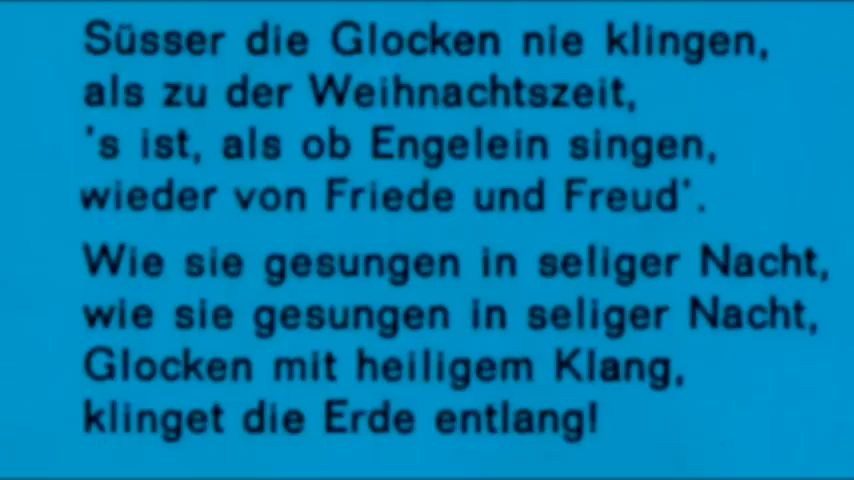 Süsser die Glocken nie klingen,
als zu der Weihnachtszeit,
's ist, als ob Engelein singen,
wieder von Friede und Freud'.
Wie sie gesungen in seliger Nacht,
wie sie gesungen in seliger Nacht,
Glocken mit heiligem Klang,
klinget die Erde entlang!